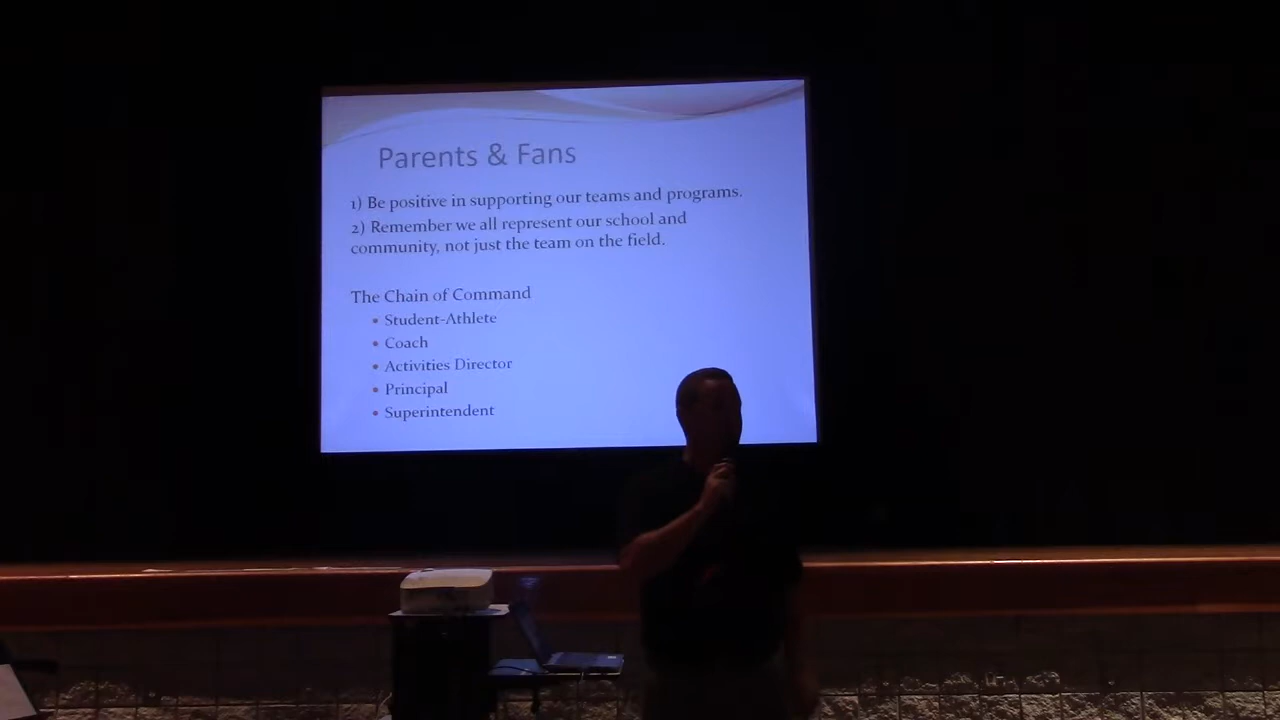 Parents & Fans
1) Be positive in supporting our teams and programs.
2) Remember we all represent our school and
community, not just the team on the field.
The Chain of Command
• Student-Athlete
• Coach
• Activities Director
• Principal
• Superintendent